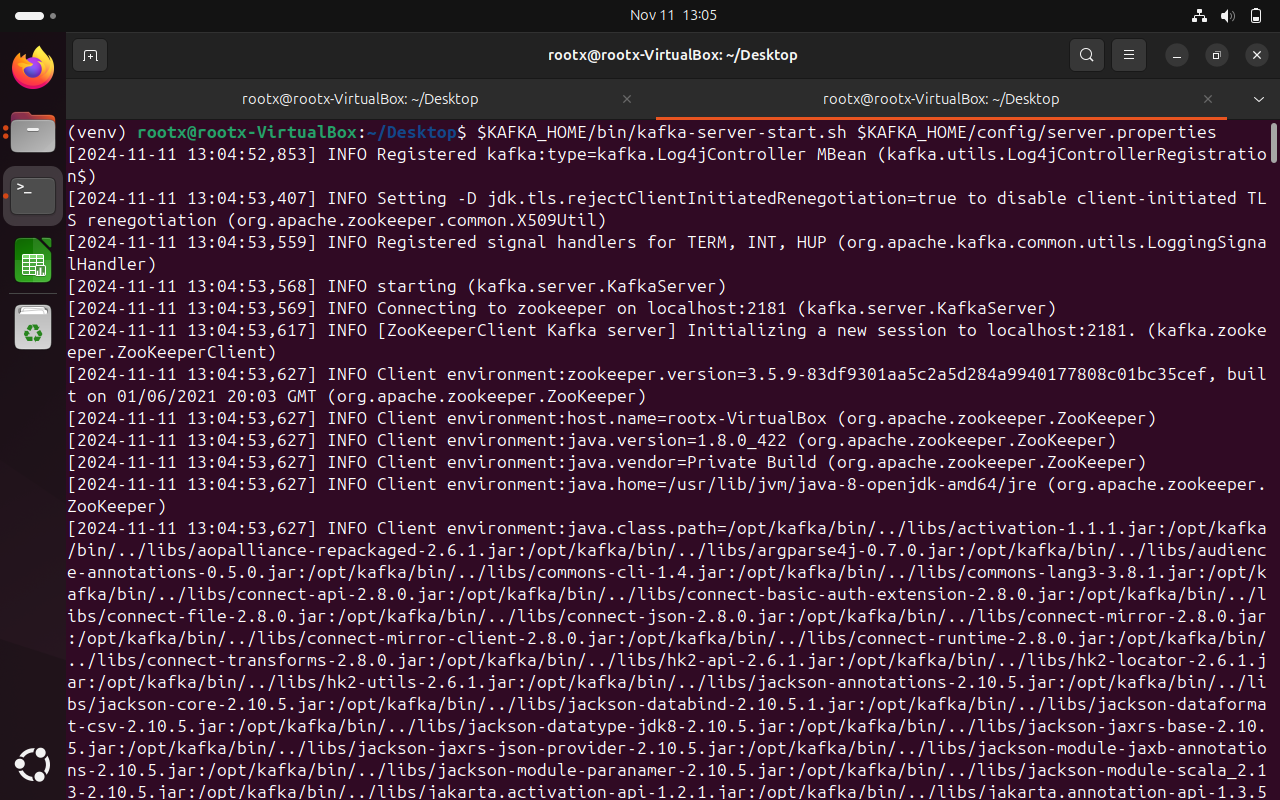 Nov 11 13:05
rootx@rootx-VirtualBox: ~/Desktop
rootx@rootx-VirtualBox: ~/Desktop
rootx@rootx-VirtualBox: ~/Desktop
(venv) rootx@rootx-VirtualBox:~/Desktop$ $KAFKA_HOME/bin/kafka-server-start.sh $KAFKA_HOME/config/server.properties
[2024-11-11 13:04:52,853] INFO Registered kafka:type=kafka.Log4jController MBean (kafka.utils.Log4jControllerRegistratio
n$)
[2024-11-11 13:04:53,407] INFO Setting -D jdk.tls.rejectClientInitiatedRenegotiation=true to disable client-initiated TL
S renegotiation (org.apache.zookeeper.common.X509Util)
[2024-11-11 13:04:53,559] INFO Registered signal handlers for TERM, INT, HUP (org.apache.kafka.common.utils.LoggingSigna
lHandler)
[2024-11-11 13:04:53,568] INFO starting (kafka.server.KafkaServer)
[2024-11-11 13:04:53,569] INFO Connecting to zookeeper on localhost:2181 (kafka.server.KafkaServer)
[2024-11-11 13:04:53,617] INFO [ZooKeeperClient Kafka server] Initializing a new session to localhost:2181. (kafka.zooke
eper.ZooKeeperClient)
[2024-11-11 13:04:53,627] INFO Client environment:zookeeper.version=3.5.9-83df9301aa5c2a5d284a9940177808c01bc35cef, buil
t on 01/06/2021 20:03 GMT (org.apache.zookeeper.ZooKeeper)
[2024-11-11 13:04:53,627] INFO Client environment:host.name=rootx-VirtualBox (org.apache.zookeeper.ZooKeeper)
[2024-11-11 13:04:53,627] INFO Client environment:java.version=1.8.0_422 (org.apache.zookeeper.ZooKeeper)
[2024-11-11 13:04:53,627] INFO Client environment:java.vendor=Private Build (org.apache.zookeeper.ZooKeeper)
[2024-11-11 13:04:53,627] INFO Client environment:java.home=/usr/lib/jvm/java-8-openjdk-amd64/jre (org.apache.zookeeper.
ZooKeeper)
[2024-11-11 13:04:53,627] INFO Client environment:java.class.path=/opt/kafka/bin/../libs/activation-1.1.1.jar:/opt/kafka
/bin/../libs/aopalliance-repackaged-2.6.1.jar:/opt/kafka/bin/../libs/argparse4j-0.7.0.jar:/opt/kafka/bin/../libs/audienc
e-annotations-0.5.0.jar:/opt/kafka/bin/../libs/commons-cli-1.4.jar:/opt/kafka/bin/../libs/commons-lang3-3.8.1.jar:/opt/k
afka/bin/../libs/connect-api-2.8.0.jar:/opt/kafka/bin/../libs/connect-basic-auth-extension-2.8.0.jar:/opt/kafka/bin/../l
ibs/connect-file-2.8.0.jar:/opt/kafka/bin/../libs/connect-json-2.8.0.jar:/opt/kafka/bin/../libs/connect-mirror-2.8.0.jar
:/opt/kafka/bin/../libs/connect-mirror-client-2.8.0.jar:/opt/kafka/bin/../libs/connect-runtime-2.8.0.jar:/opt/kafka/bin/
../libs/connect-transforms-2.8.0.jar:/opt/kafka/bin/../libs/hk2-api-2.6.1.jar:/opt/kafka/bin/../libs/hk2-locator-2.6.1.j
ar:/opt/kafka/bin/../libs/hk2-utils-2.6.1.jar:/opt/kafka/bin/../libs/jackson-annotations-2.10.5.jar:/opt/kafka/bin/../li
bs/jackson-core-2.10.5.jar:/opt/kafka/bin/../libs/jackson-databind-2.10.5.1.jar:/opt/kafka/bin/../libs/jackson-dataforma
t-csv-2.10.5.jar:/opt/kafka/bin/../libs/jackson-datatype-jdk8-2.10.5.jar:/opt/kafka/bin/../libs/jackson-jaxrs-base-2.10.
5.jar:/opt/kafka/bin/../libs/jackson-jaxrs-json-provider-2.10.5.jar:/opt/kafka/bin/../libs/jackson-module-jaxb-annotatio
ns-2.10.5.jar:/opt/kafka/bin/../libs/jackson-module-paranamer-2.10.5.jar:/opt/kafka/bin/../libs/jackson-module-scala_2.1
3-2.10.5.jar:/opt/kafka/bin/../libs/jakarta.activation-api-1.2.1.jar:/opt/kafka/bin/../libs/jakarta.annotation-api-1.3.5